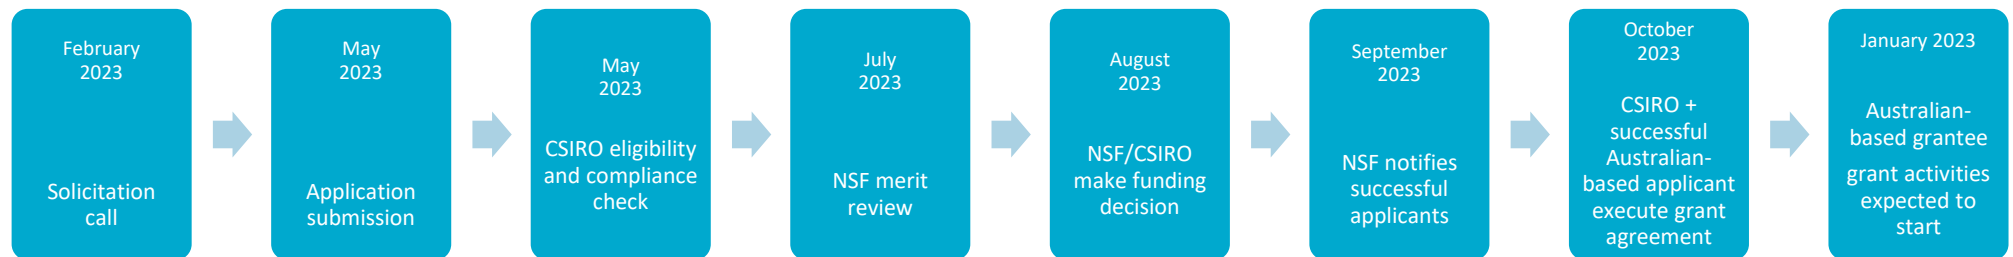 February
2023
Solicitation
call
May
2023
Application
submission
May
2023
CSIRO eligibility
and compliance
check
July
2023
NSF merit
review
August
2023
NSF/CSIRO
make funding
decision
September
2023
NSF notifies
successful
applicants
October
2023
CSIRO +
successful
Australian-
based applicant
execute grant
agreement
January 2023
Australian-
based grantee
grant activities
expected to
start